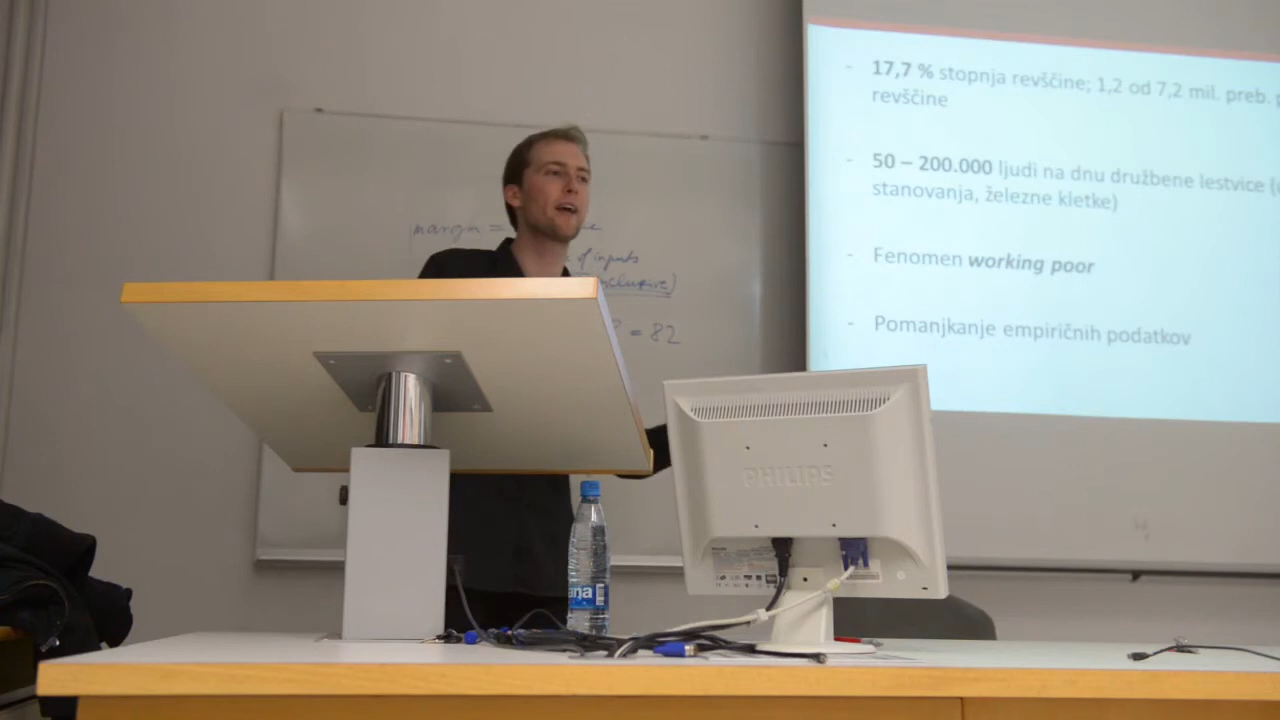 - 17,7 % stopnja revščine; 1,2 od 7,2 mil. preb.
revščine
- 50 – 200.000 ljudi na dnu družbene lestvice (
stanovanja, železne kletke)
- Fenomen working poor
- Pomanjkanje empiričnih podatkov
margin =
of inputs
= 82
PHILIPS